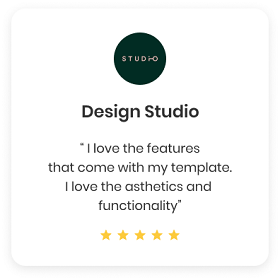 STUDIO
Design Studio
“ I love the features
that come with my template.
I love the asthetics and
functionality”